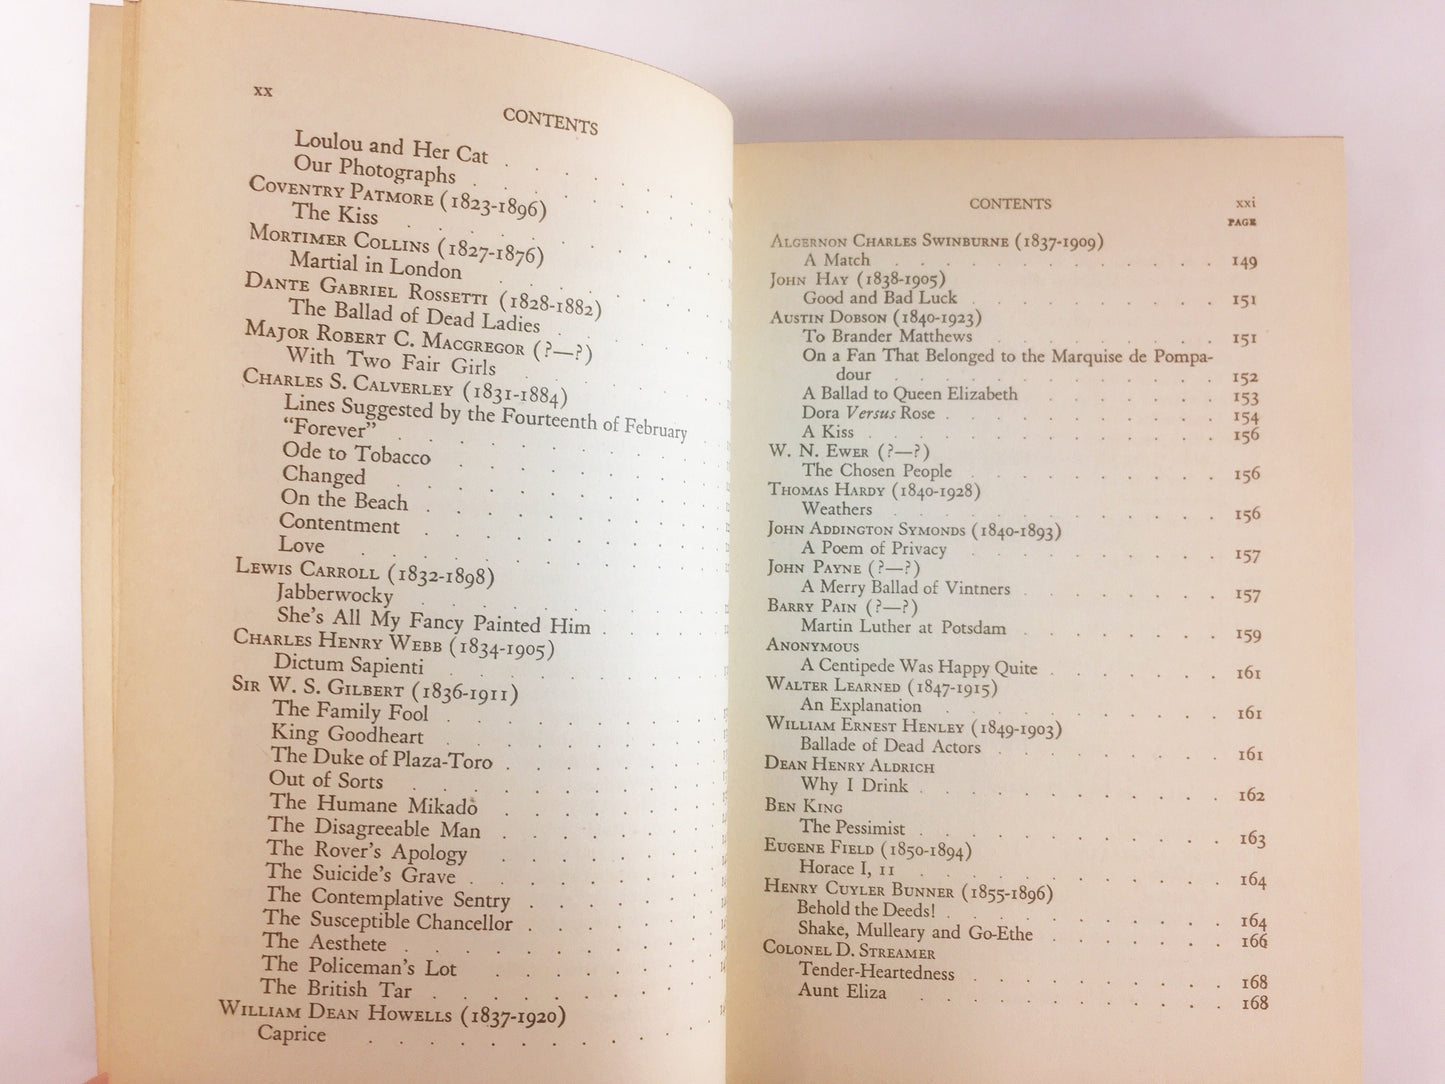 xx
CONTENTS
Loulou and Her Cat
Our Photographs
COVENTRY PATMORE (1823-1896)
The Kiss
MORTIMER COLLINS (1827-1876)
Martial in London
DANTE GABRIEL ROSSETTI (1828-1882)
The Ballad of Dead Ladies
MAJOR ROBERT C. MACGREGOR (?—?)
With Two Fair Girls
CHARLES S. CALVERLEY (1831-1884)
Lines Suggested by the Fourteenth of February
"Forever"
Ode to Tobacco
Changed
On the Beach
Contentment
Love
LEWIS CARROLL (1832-1898)
Jabberwocky
She's All My Fancy Painted Him
CHARLES HENRY WEBB (1834-1905)
Dictum Sapienti
SIR W. S. GILBERT (1836-1911)
The Family Fool
King Goodheart
The Duke of Plaza-Toro
Out of Sorts
The Humane Mikado
The Disagreeable Man
The Rover's Apology
The Suicide's Grave
The Contemplative Sentry
The Susceptible Chancellor
The Aesthete
The Policeman's Lot
The British Tar
WILLIAM DEAN HOWELLS (1837-1920)
Caprice
CONTENTS xxi
PAGE
ALGERNON CHARLES SWINBURNE (1837-1909)
A Match 149
JOHN HAY (1838-1905)
Good and Bad Luck 151
AUSTIN DOBSON (1840-1923)
To Brander Matthews 151
On a Fan That Belonged to the Marquise de Pompa-
dour 152
A Ballad to Queen Elizabeth 153
Dora Versus Rose 154
A Kiss 156
W. N. EWER (?—?)
The Chosen People 156
THOMAS HARDY (1840-1928)
Weathers 156
JOHN ADDINGTON SYMONDS (1840-1893)
A Poem of Privacy 157
JOHN PAYNE (?—?)
A Merry Ballad of Vintners 157
BARRY PAIN (?—?)
Martin Luther at Potsdam 159
ANONYMOUS
A Centipede Was Happy Quite 161
WALTER LEARNED (1847-1915)
An Explanation 161
WILLIAM ERNEST HENLEY (1849-1903)
Ballade of Dead Actors 161
DEAN HENRY ALDRICH
Why I Drink 162
BEN KING
The Pessimist 163
EUGENE FIELD (1850-1894)
Horace I, 11 164
HENRY CUYLER BUNNER (1855-1896)
Behold the Deeds! 164
Shake, Mulleary and Go-Ethe 166
COLONEL D. STREAMER
Tender-Heartedness 168
Aunt Eliza 168